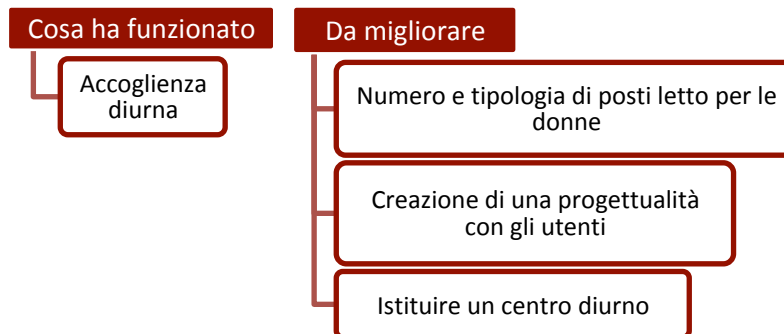 Cosa ha funzionato
Accoglienza
diurna
Da migliorare
Numero e tipologia di posti letto per le
donne
Creazione di una progettualità
con gli utenti
Istituire un centro diurno